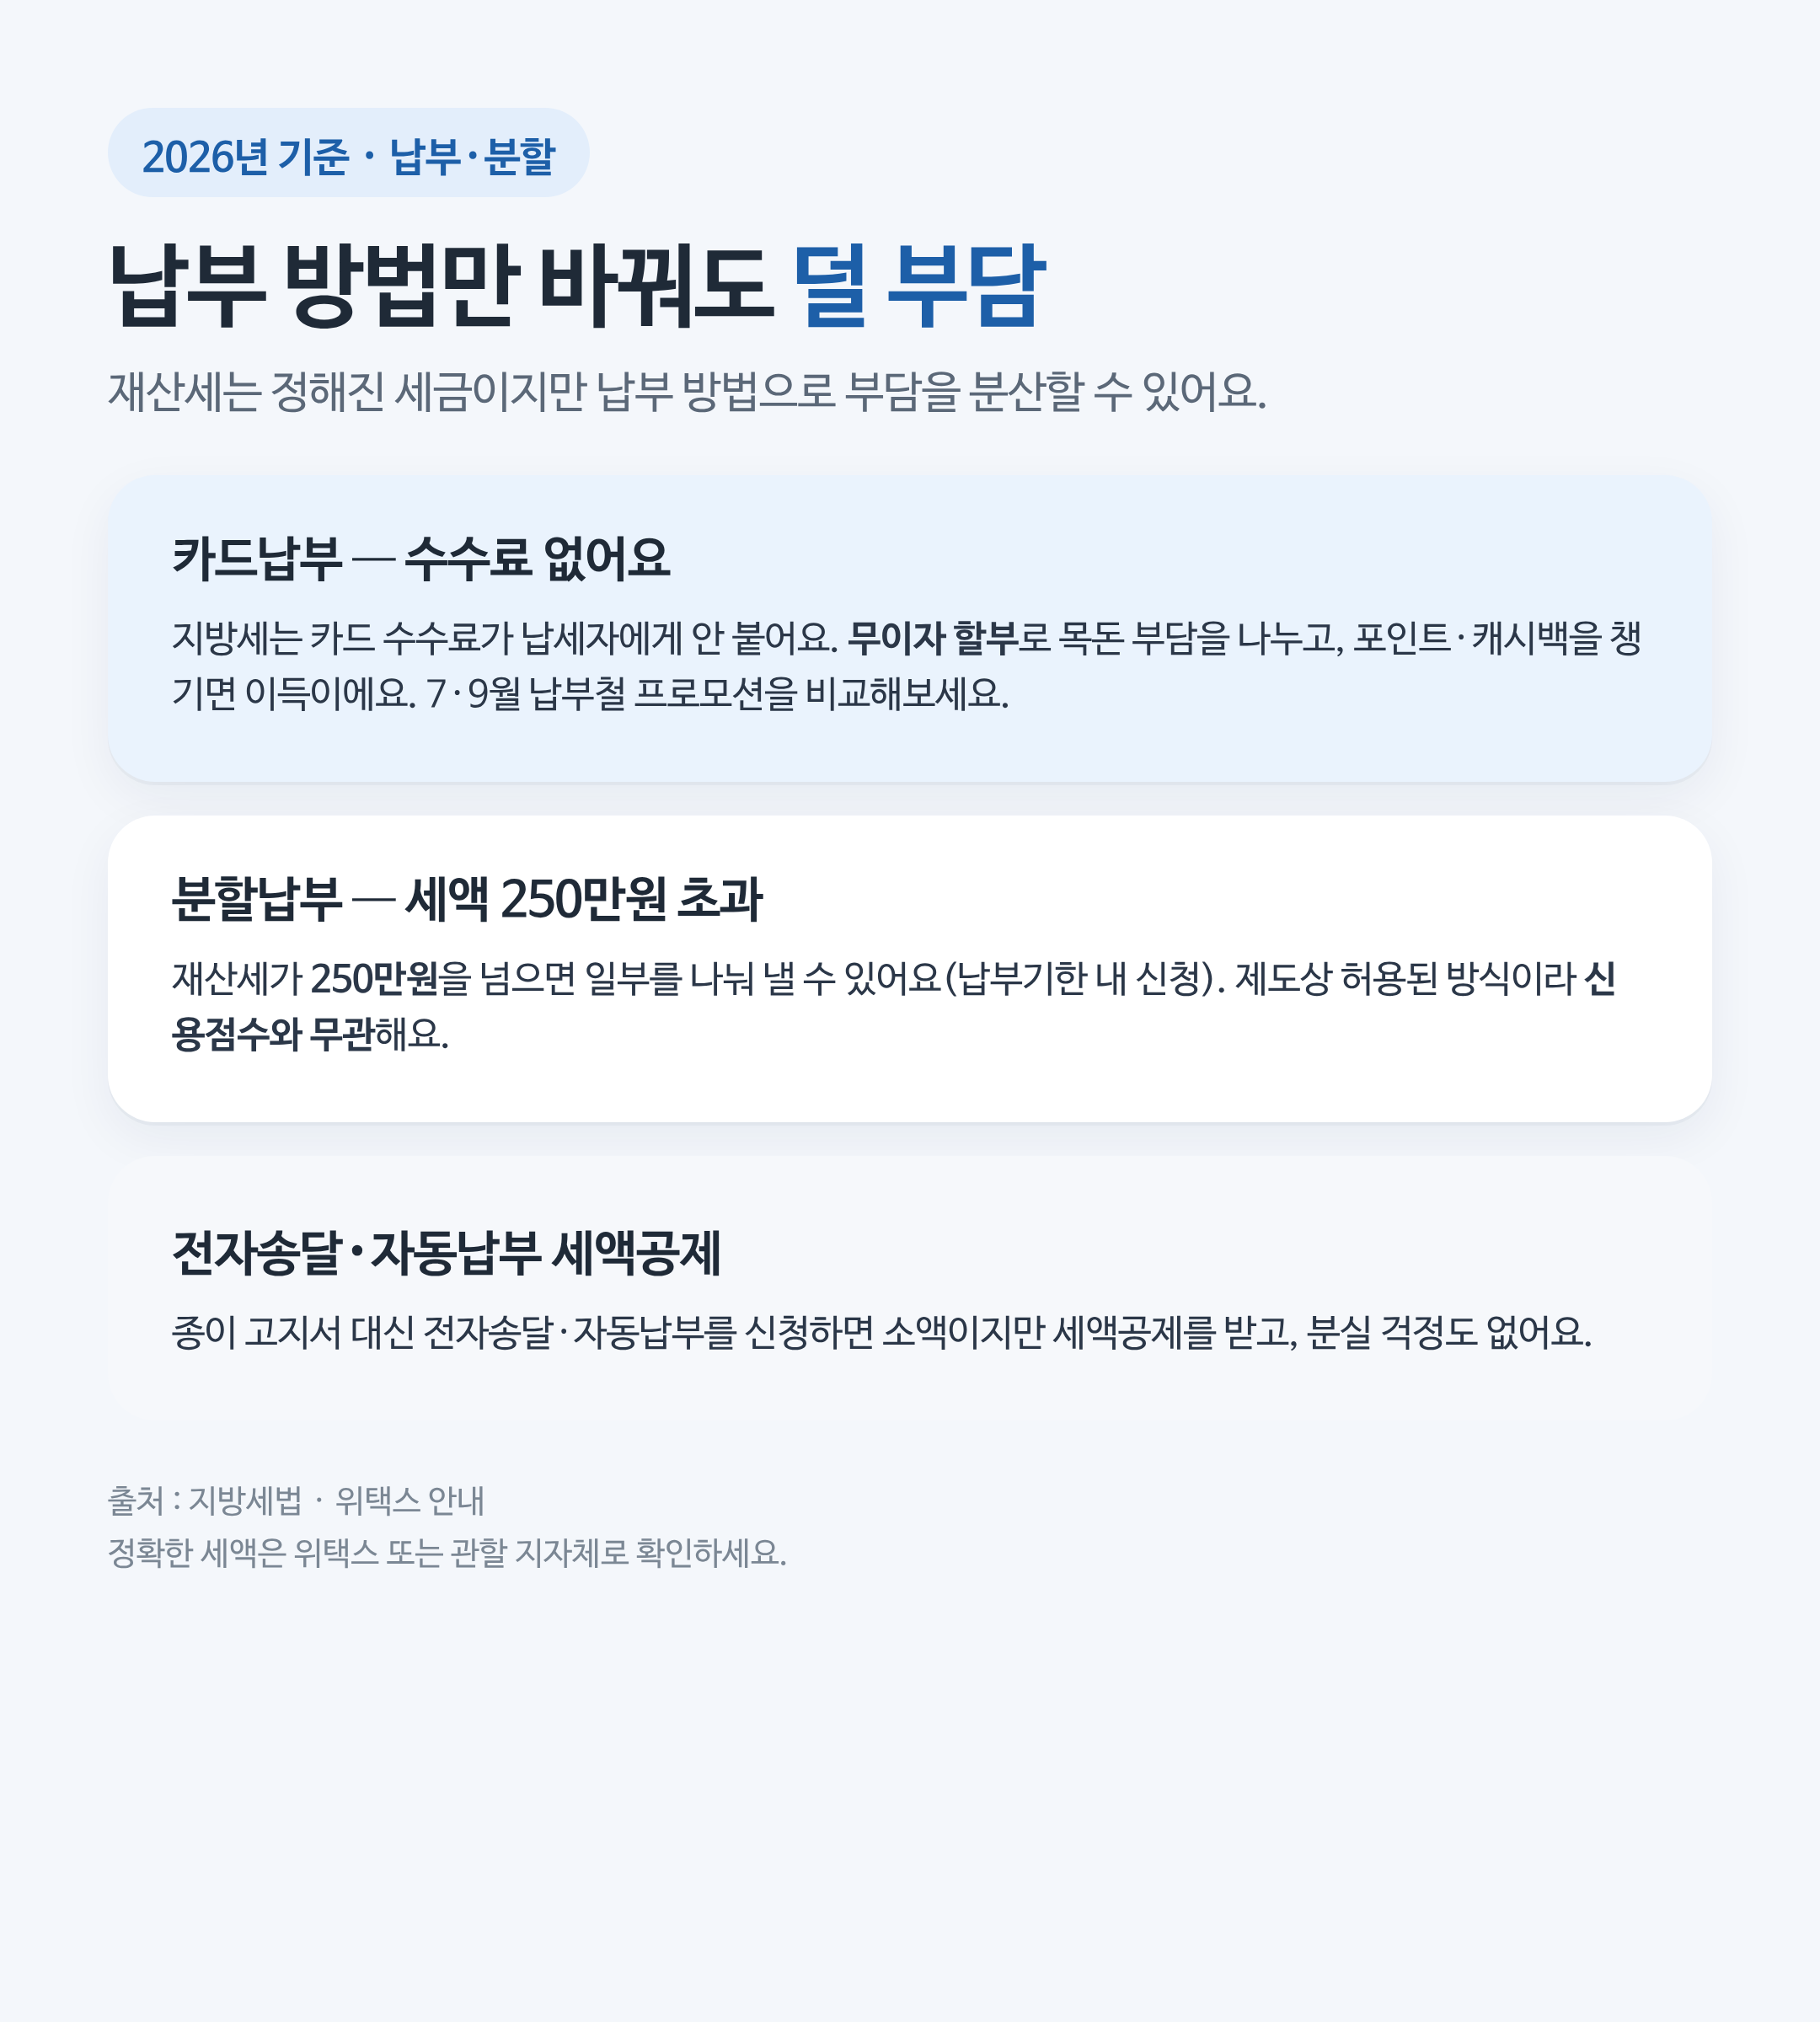 2026년 기준 · 납부·분할
납부 방법만 바꿔도 덜 부담
재산세는 정해진 세금이지만 납부 방법으로 부담을 분산할 수 있어요.
카드납부 — 수수료 없어요
지방세는 카드 수수료가 납세자에게 안 붙어요. 무이자 할부로 목돈 부담을 나누고, 포인트·캐시백을 챙
기면 이득이에요. 7·9월 납부철 프로모션을 비교해보세요.
분할납부 — 세액 250만원 초과
재산세가 250만원을 넘으면 일부를 나눠 낼 수 있어요(납부기한 내 신청). 제도상 허용된 방식이라 신
용점수와 무관해요.
전자송달·자동납부 세액공제
종이 고지서 대신 전자송달·자동납부를 신청하면 소액이지만 세액공제를 받고, 분실 걱정도 없어요.
출처 : 지방세법 · 위택스 안내
정확한 세액은 위택스 또는 관할 지자체로 확인하세요.